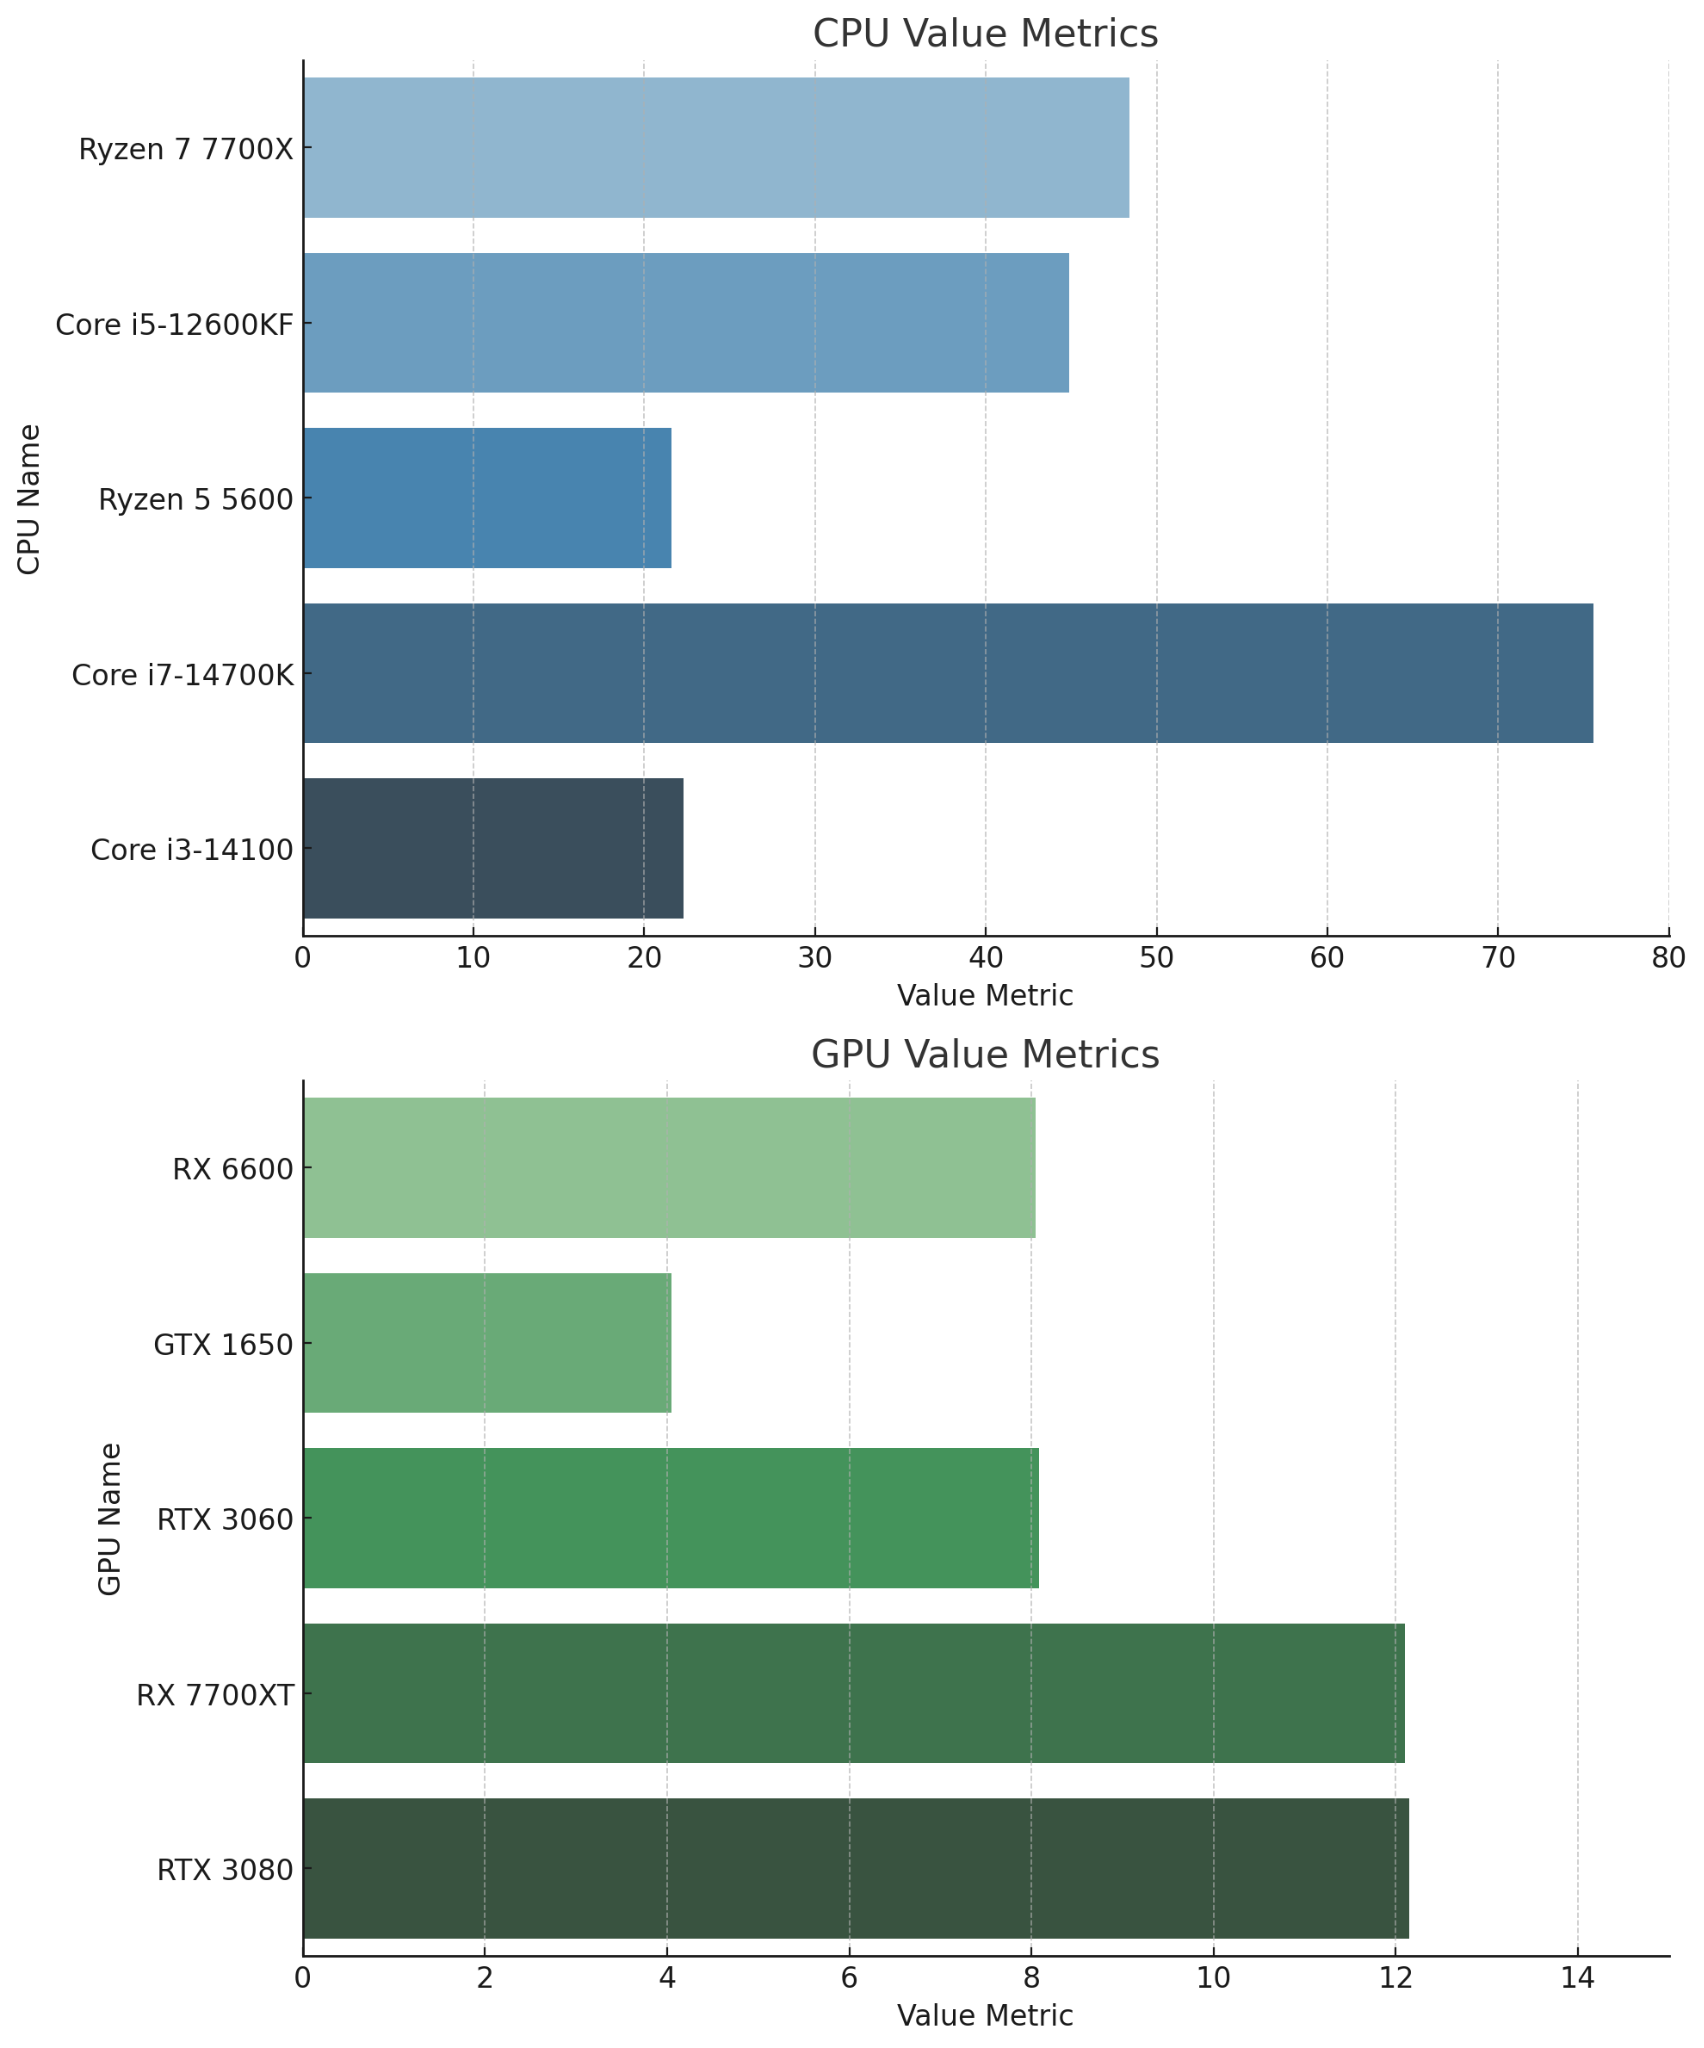 CPU Value Metrics
Ryzen 7 7700X
Core i5-12600KF
Ryzen 5 5600
Core i7-14700K
Core i3-14100
CPU Name
0 10 20 30 40 50 60 70 80
Value Metric
GPU Value Metrics
RX 6600
GTX 1650
RTX 3060
RX 7700XT
RTX 3080
GPU Name
0 2 4 6 8 10 12 14
Value Metric